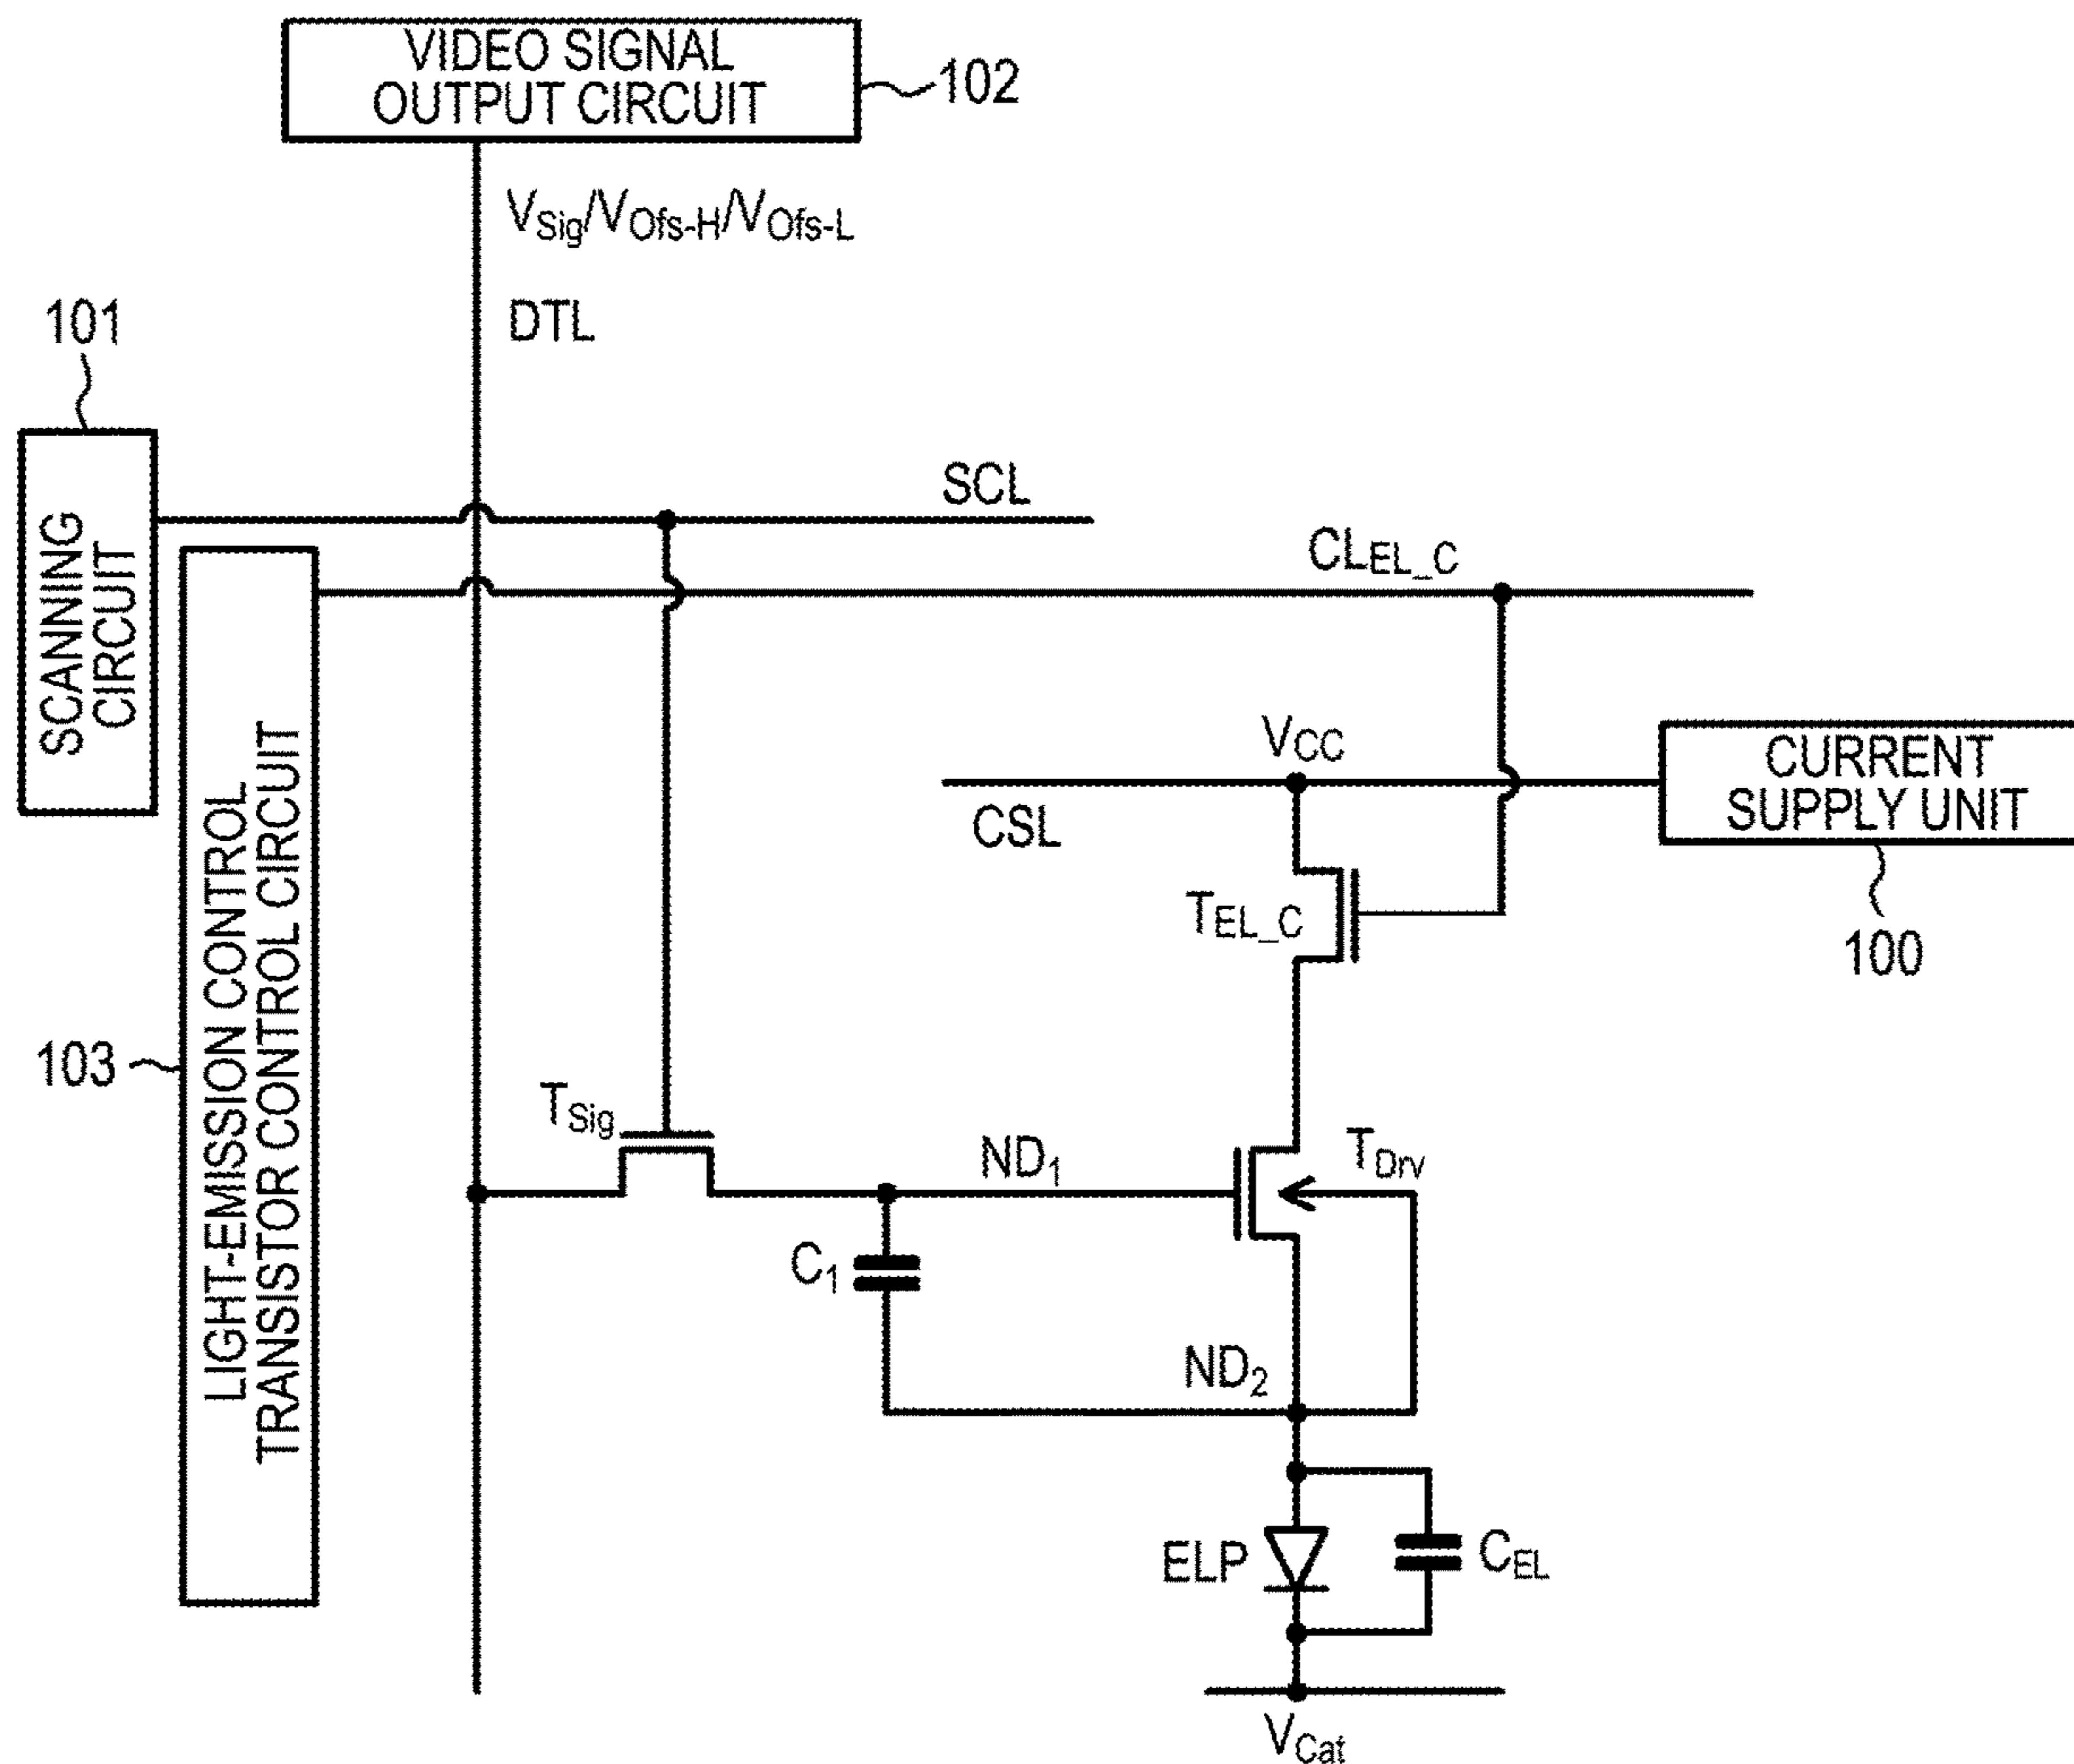 VIDEO SIGNAL
OUTPUT CIRCUIT
102
VSig/VOfs-H/VOfs-L
DTL
101
SCANNING
CIRCUIT
SCL
CLEL_C
VCC
CSL
CURRENT
SUPPLY UNIT
100
TEL_C
LIGHT-EMISSION CONTROL
TRANSISTOR CONTROL CIRCUIT
103
TSig
ND1
TDrv
C1
ND2
ELP
CEL
VCat